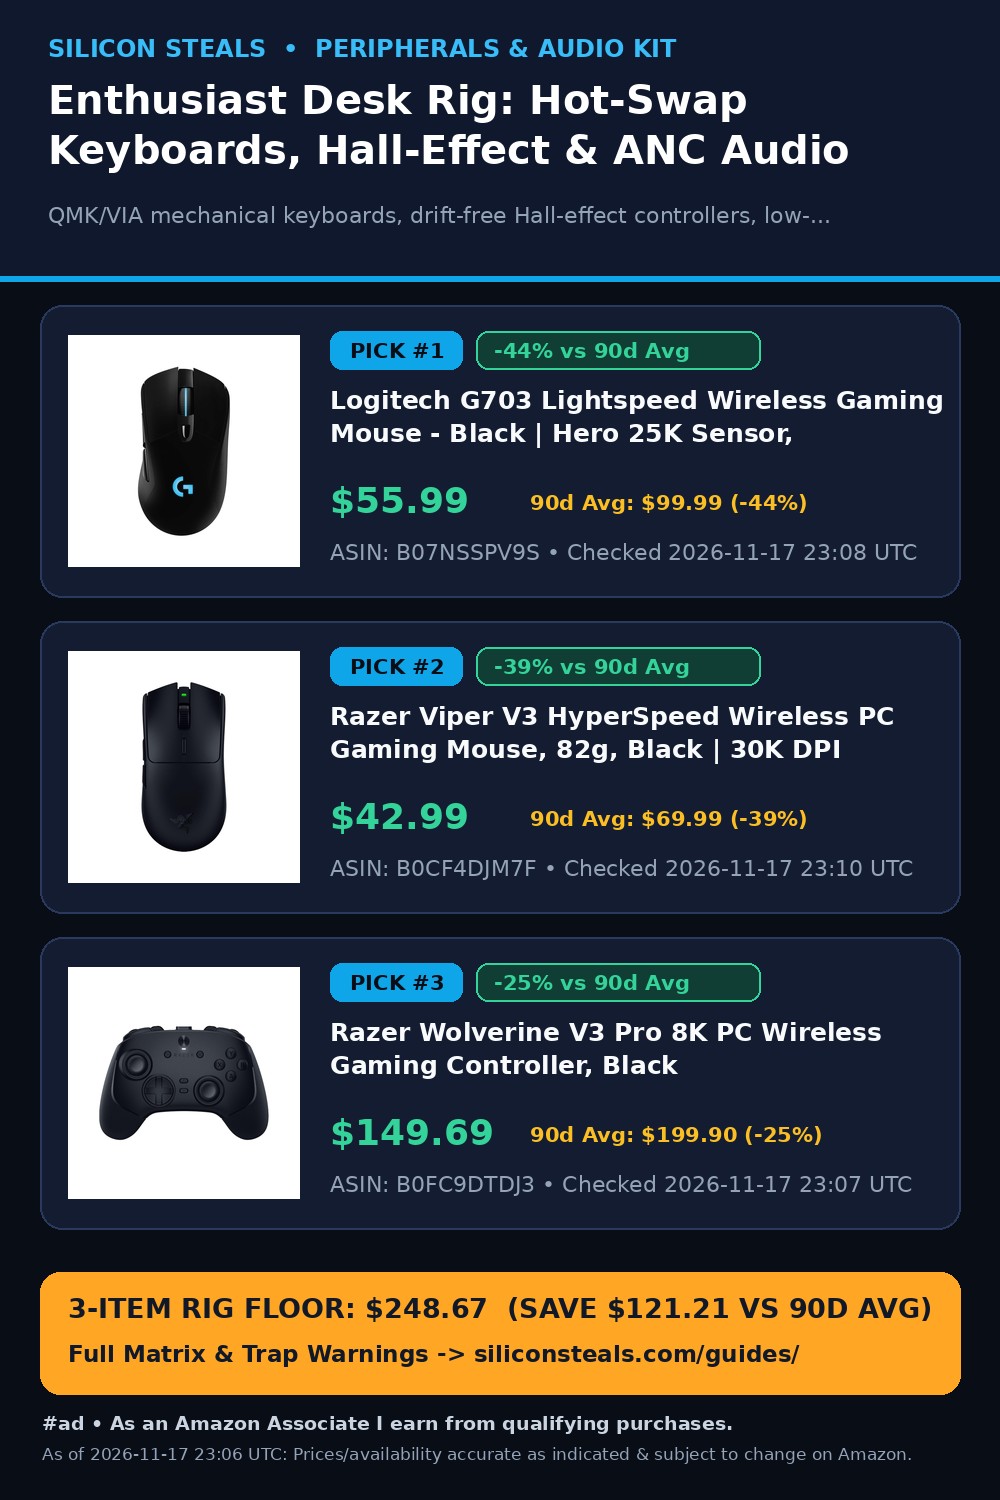 SILICON STEALS • PERIPHERALS & AUDIO KIT
Enthusiast Desk Rig: Hot-Swap
Keyboards, Hall-Effect & ANC Audio
QMK/VIA mechanical keyboards, drift-free Hall-effect controllers, low-...
PICK #1
-44% vs 90d Avg
Logitech G703 Lightspeed Wireless Gaming
Mouse - Black | Hero 25K Sensor,
$55.99
90d Avg: $99.99 (-44%)
ASIN: B07NSSPV9S • Checked 2026-11-17 23:08 UTC
PICK #2
-39% vs 90d Avg
Razer Viper V3 HyperSpeed Wireless PC
Gaming Mouse, 82g, Black | 30K DPI
$42.99
90d Avg: $69.99 (-39%)
ASIN: B0CF4DJM7F • Checked 2026-11-17 23:10 UTC
PICK #3
-25% vs 90d Avg
Razer Wolverine V3 Pro 8K PC Wireless
Gaming Controller, Black
$149.69
90d Avg: $199.90 (-25%)
ASIN: B0FC9DTDJ3 • Checked 2026-11-17 23:07 UTC
3-ITEM RIG FLOOR: $248.67 (SAVE $121.21 VS 90D AVG)
Full Matrix & Trap Warnings -> siliconsteals.com/guides/
#ad • As an Amazon Associate I earn from qualifying purchases.
As of 2026-11-17 23:06 UTC: Prices/availability accurate as indicated & subject to change on Amazon.